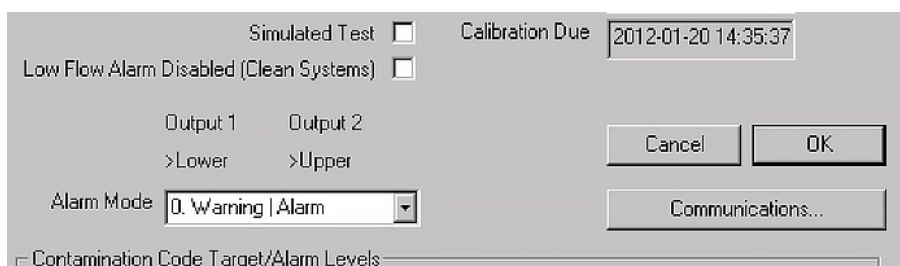 Simulated Test
Calibration Due
2012-01-20 14:35:37
Low Flow Alarm Disabled (Clean Systems)
Output 1 Output 2
>Lower >Upper
Cancel
OK
Alarm Mode
0. Warning | Alarm
Communications...
Contamination Code Target/Alarm Levels